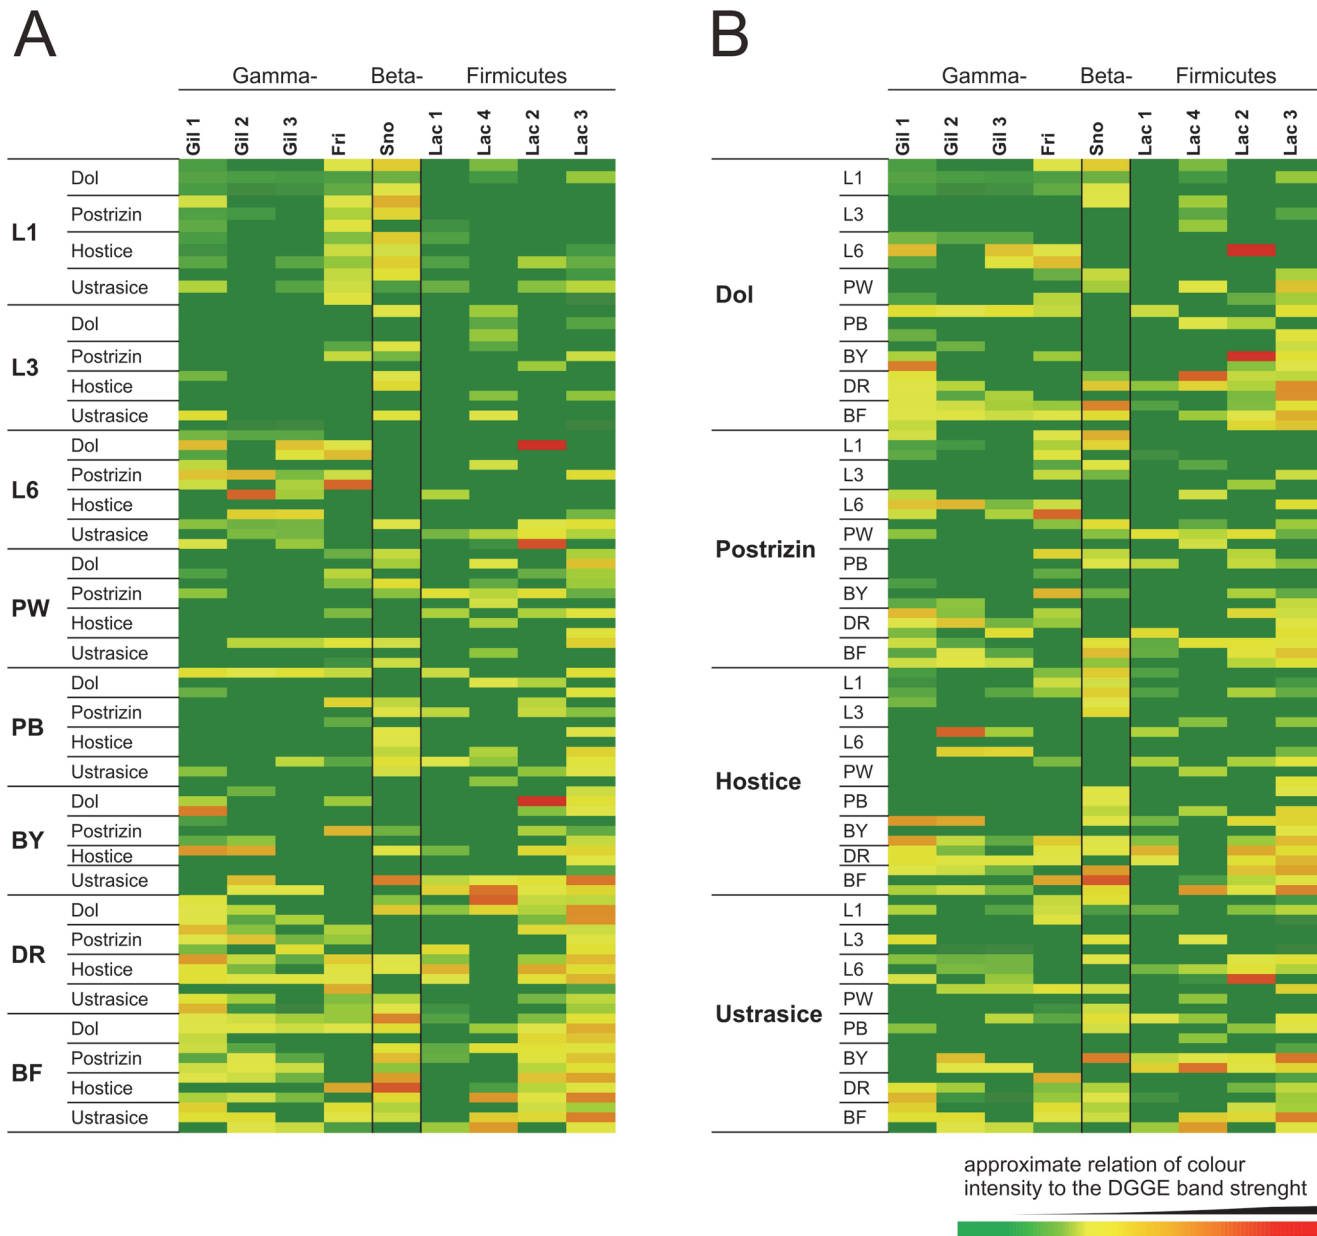 A
Gamma- Beta- Firmicutes
Gil 1 Gil 2 Gil 3 Fri Sno Lac 1 Lac 4 Lac 2 Lac 3
L1
Dol
Postrizin
Hostice
Ustrasice
L3
Dol
Postrizin
Hostice
Ustrasice
L6
Dol
Postrizin
Hostice
Ustrasice
PW
Dol
Postrizin
Hostice
Ustrasice
PB
Dol
Postrizin
Hostice
Ustrasice
BY
Dol
Postrizin
Hostice
Ustrasice
DR
Dol
Postrizin
Hostice
Ustrasice
BF
Dol
Postrizin
Hostice
Ustrasice
B
Gamma- Beta- Firmicutes
Gil 1 Gil 2 Gil 3 Fri Sno Lac 1 Lac 4 Lac 2 Lac 3
Dol
L1
L3
L6
PW
PB
BY
DR
BF
Postrizin
L1
L3
L6
PW
PB
BY
DR
BF
Hostice
L1
L3
L6
PW
PB
BY
DR
BF
Ustrasice
L1
L3
L6
PW
PB
BY
DR
BF
approximate relation of colour
intensity to the DGGE band strenght